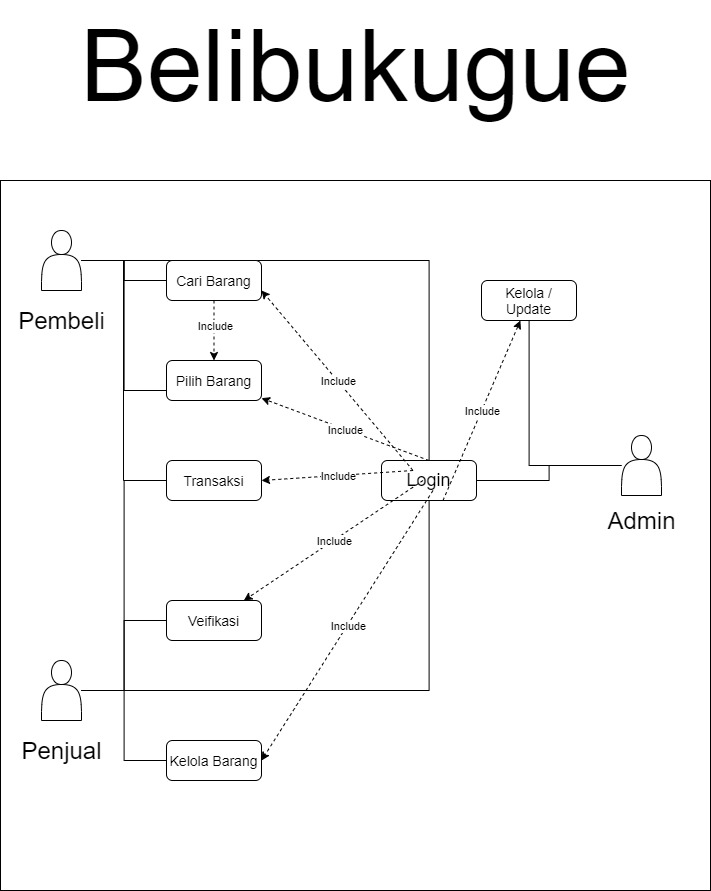 Belibukugue
Cari Barang
Kelola /
Update
Pembeli
Include
Pilih Barang
Include
Include
Include
Transaksi
Include
Login
Admin
Include
Veifikasi
Include
Penjual
Kelola Barang